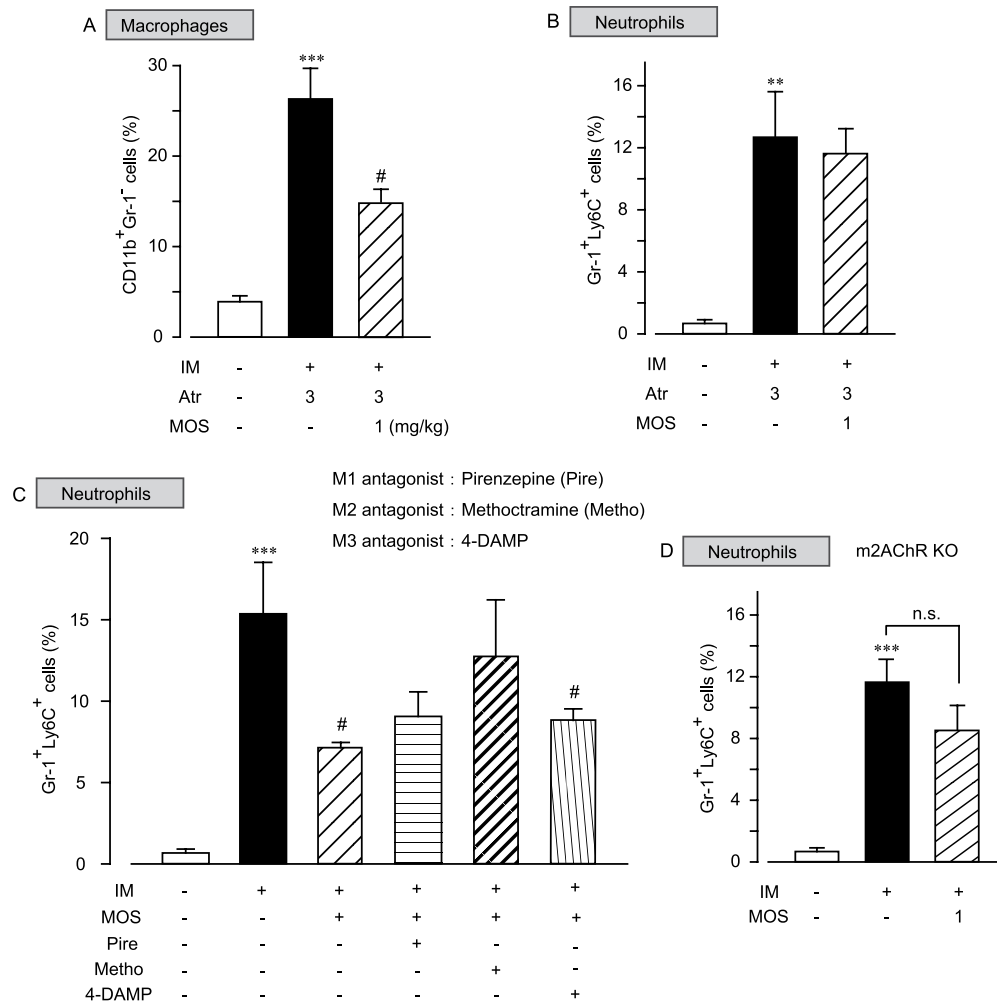 A Macrophages
CD11b+Gr-1- cells (%)
30
20
10
0
***
#
IM - + +
Atr - 3 3
MOS - - 1 (mg/kg)
B Neutrophils
Gr-1+Ly6C+ cells (%)
16
12
8
4
0
**
IM - + +
Atr - 3 3
MOS - - 1
C Neutrophils
M1 antagonist : Pirenzepine (Pire)
M2 antagonist : Methoctramine (Metho)
M3 antagonist : 4-DAMP
Gr-1+Ly6C+ cells (%)
20
15
10
5
0
***
#
#
IM - + + + + +
MOS - - + + + +
Pire - - - + - -
Metho - - - - + -
4-DAMP - - - - - +
D Neutrophils m2AChR KO
Gr-1+Ly6C+ cells (%)
16
12
8
4
0
n.s.
***
IM - + +
MOS - - 1